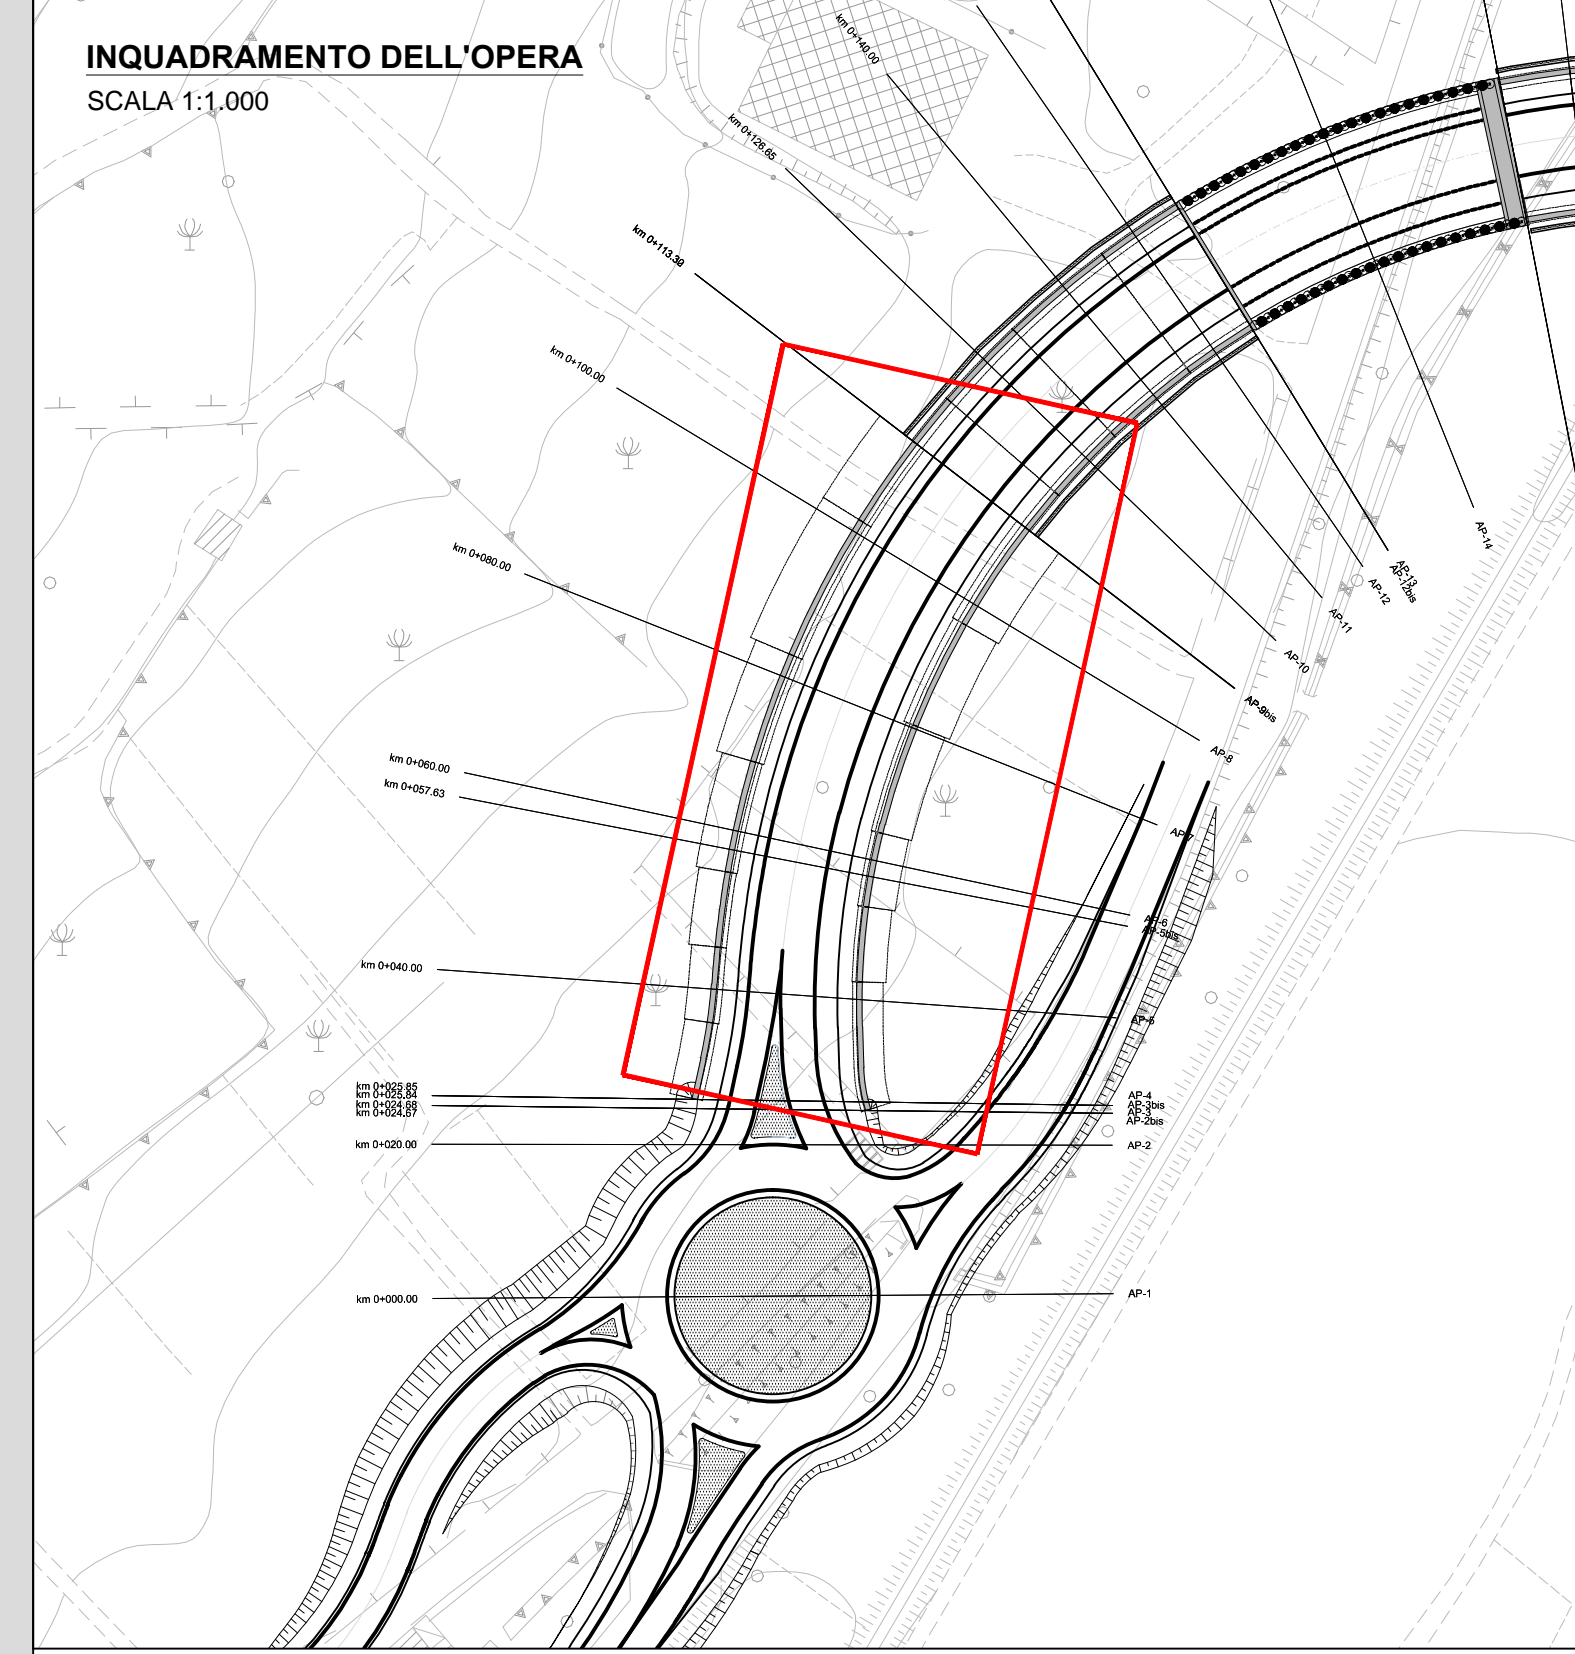 INQUADRAMENTO DELL'OPERA
SCALA 1:1.000
km 0+140.00
km 0+126.65
km 0+100.00
km 0+080.00
km 0+060.00
km 0+057.63
km 0+040.00
km 0+025.85
km 0+025.84
km 0+024.68
km 0+024.67
km 0+020.00
km 0+000.00
AP-14
AP-13
AP-12bis
AP-12
AP-11
AP-10
AP-9bis
AP-8
AP-7
AP-6
AP-5bis
AP-5
AP-4
AP-3bis
AP-3
AP-2bis
AP-2
AP-1